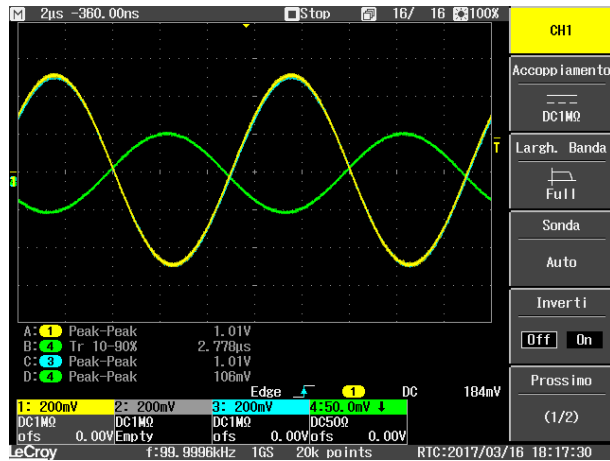 M 2µs -360.00ns Stop 16/ 16 100%
CH1
Accoppiamento
DC1MΩ
T
Largh. Banda
Full
Sonda
Auto
Inverti
Off On
Prossimo
(1/2)
A: 1 Peak-Peak 1.01V
B: 4 Tr 10-90% 2.778µs
C: 3 Peak-Peak 1.01V
D: 4 Peak-Peak 106mV
Edge 1 DC 184mV
1: 200mV 2: 200mV 3: 200mV 4:50.0mV
DC1MΩ DC1MΩ DC1MΩ DC50Ω
ofs 0.00V Empty ofs 0.00V ofs 0.00V
LeCroy f:99.9996kHz 1GS 20k points RTC:2017/03/16 18:17:30